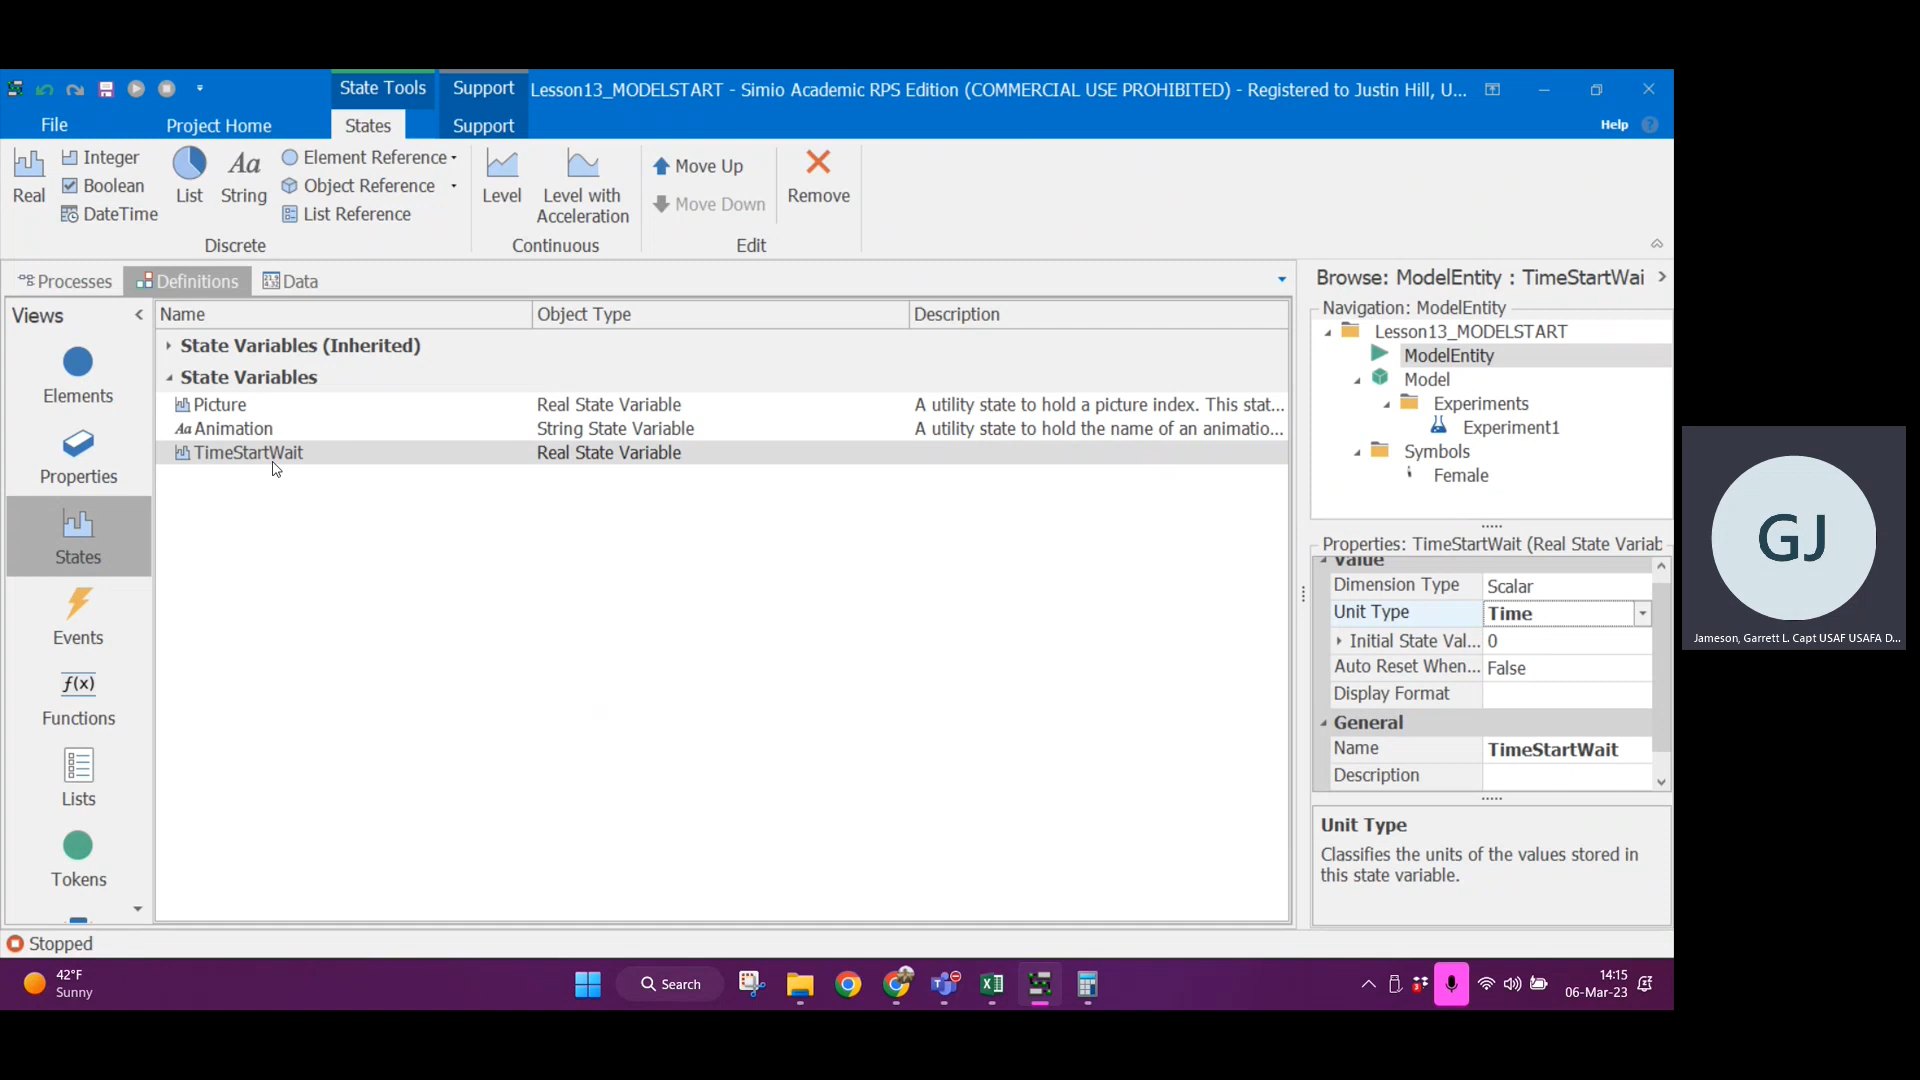 State Tools Support Lesson13_MODELSTART - Simio Academic RPS Edition (COMMERCIAL USE PROHIBITED) - Registered to Justin Hill, U...
File Project Home States Support Help
Real
Integer
Boolean
DateTime
List
Aa
String
Element Reference
Object Reference
List Reference
Discrete
Level
Level with
Acceleration
Continuous
Move Up
Move Down
Edit
Remove
Processes Definitions Data
Views
Elements
Properties
States
Events
f(x)
Functions
Lists
Tokens
Name Object Type Description
State Variables (Inherited)
State Variables
Picture Real State Variable A utility state to hold a picture index. This stat...
Aa Animation String State Variable A utility state to hold the name of an animatio...
TimeStartWait Real State Variable
Browse: ModelEntity : TimeStartWai
Navigation: ModelEntity
Lesson13_MODELSTART
ModelEntity
Model
Experiments
Experiment1
Symbols
Female
Properties: TimeStartWait (Real State Variab
Value
Dimension Type Scalar
Unit Type Time
Initial State Val... 0
Auto Reset When... False
Display Format
General
Name TimeStartWait
Description
Unit Type
Classifies the units of the values stored in
this state variable.
Stopped
42°F
Sunny
Search
14:15
06-Mar-23
GJ
Jameson, Garrett L. Capt USAF USAFA D...